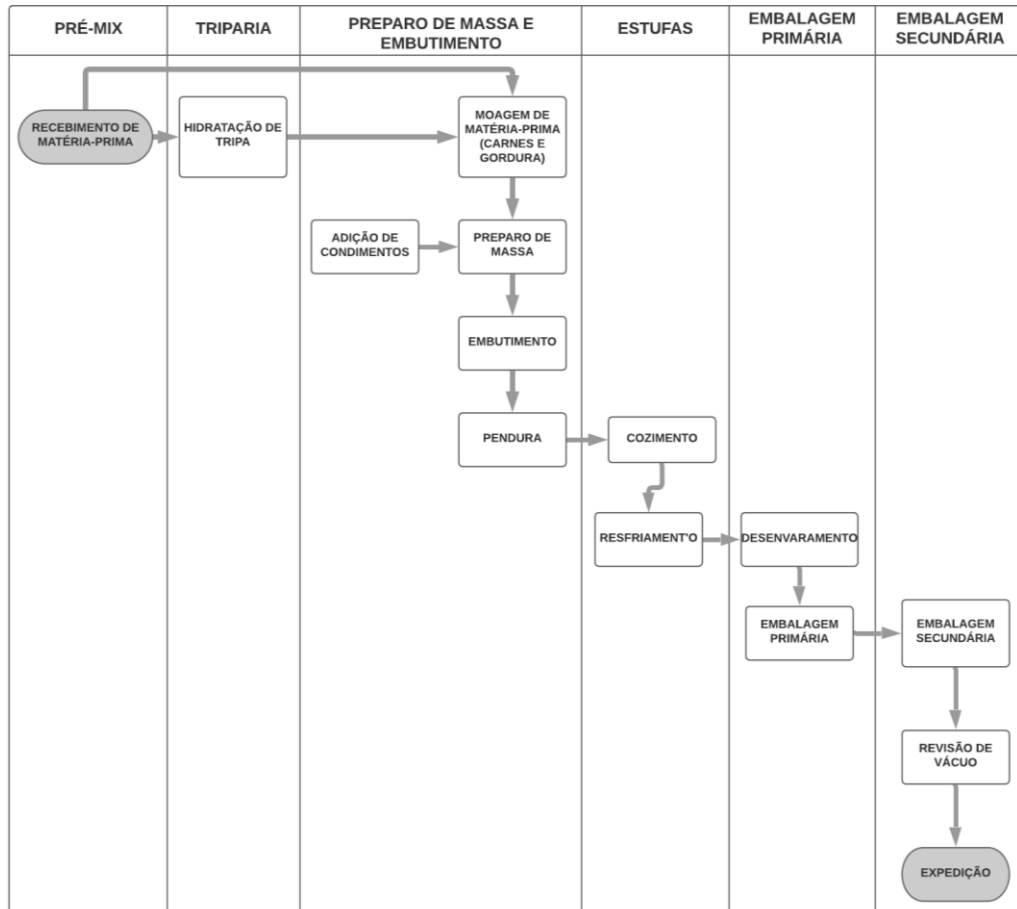 PRÉ-MIX
TRIPARIA
PREPARO DE MASSA E
EMBUTIMENTO
ESTUFAS
EMBALAGEM
PRIMÁRIA
EMBALAGEM
SECUNDÁRIA
RECEBIMENTO DE
MATÉRIA-PRIMA
HIDRATAÇÃO DE
TRIPA
MOAGEM DE
MATÉRIA-PRIMA
(CARNES E
GORDURA)
ADIÇÃO DE
CONDIMENTOS
PREPARO DE
MASSA
EMBUTIMENTO
PENDURA
COZIMENTO
RESFRIAMENT'O
DESENVARAMENTO
EMBALAGEM
PRIMÁRIA
EMBALAGEM
SECUNDÁRIA
REVISÃO DE
VÁCUO
EXPEDIÇÃO